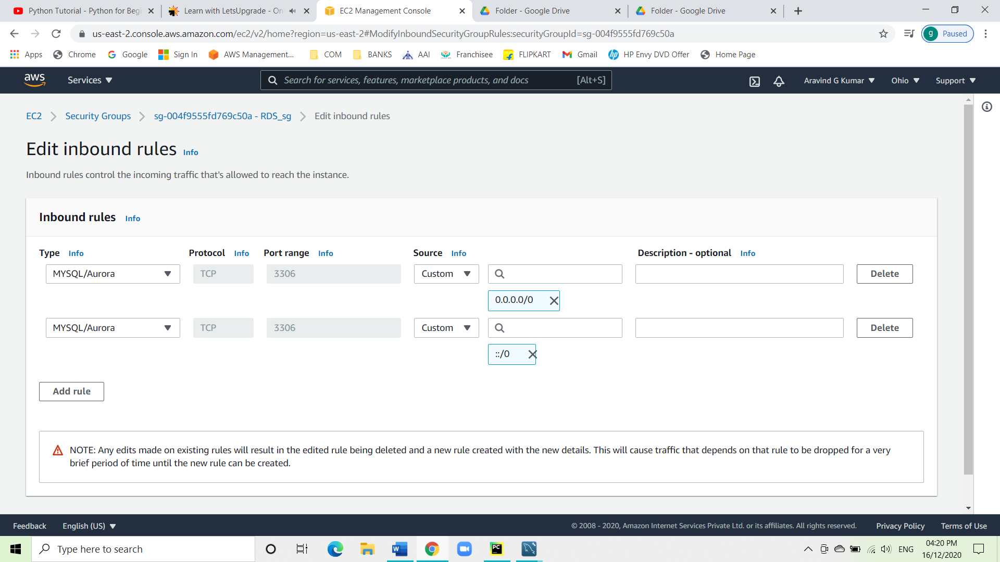 Python Tutorial - Python for Begi
Learn with LetsUpgrade - On
EC2 Management Console
Folder - Google Drive
Folder - Google Drive
us-east-2.console.aws.amazon.com/ec2/v2/home?region=us-east-2#ModifyInboundSecurityGroupRules:securityGroupId=sg-004f9555fd769c50a
g Paused
Apps Chrome Google Sign In AWS Management... COM BANKS AAI Franchisee FLIPKART Gmail HP Envy DVD Offer Home Page
aws Services Search for services, features, marketplace products, and docs [Alt+S] Aravind G Kumar Ohio Support
EC2 Security Groups sg-004f9555fd769c50a - RDS_sg Edit inbound rules
Edit inbound rules Info
Inbound rules control the incoming traffic that's allowed to reach the instance.
Inbound rules Info
Type Info Protocol Info Port range Info Source Info Description - optional Info
MYSQL/Aurora TCP 3306 Custom Delete
0.0.0.0/0
MYSQL/Aurora TCP 3306 Custom Delete
::/0
Add rule
NOTE: Any edits made on existing rules will result in the edited rule being deleted and a new rule created with the new details. This will cause traffic that depends on that rule to be dropped for a very
brief period of time until the new rule can be created.
Feedback English (US) © 2008 - 2020, Amazon Internet Services Private Ltd. or its affiliates. All rights reserved. Privacy Policy Terms of Use
Type here to search
W
PC
ENG
04:20 PM
16/12/2020